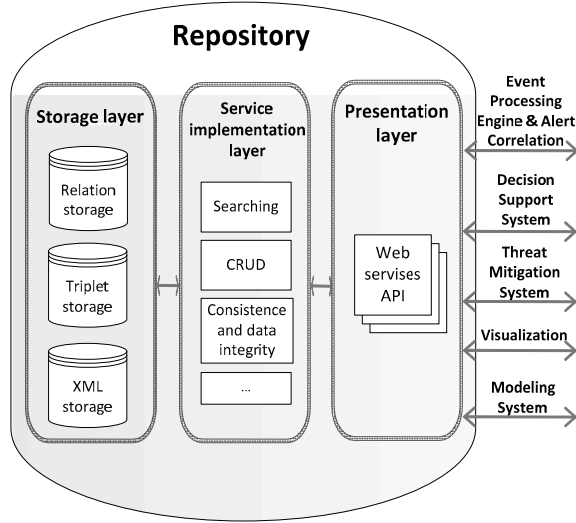 Repository
Storage layer
Relation
storage
Triplet
storage
XML
storage
Service
implementation
layer
Searching
CRUD
Consistence
and data
integrity
...
Presentation
layer
Web
servises
API
Event
Processing
Engine & Alert
Correlation
Decision
Support
System
Threat
Mitigation
System
Visualization
Modeling
System